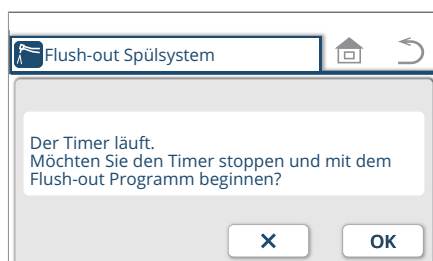 Flush-out Spülsystem
Der Timer läuft.
Möchten Sie den Timer stoppen und mit dem
Flush-out Programm beginnen?
OK